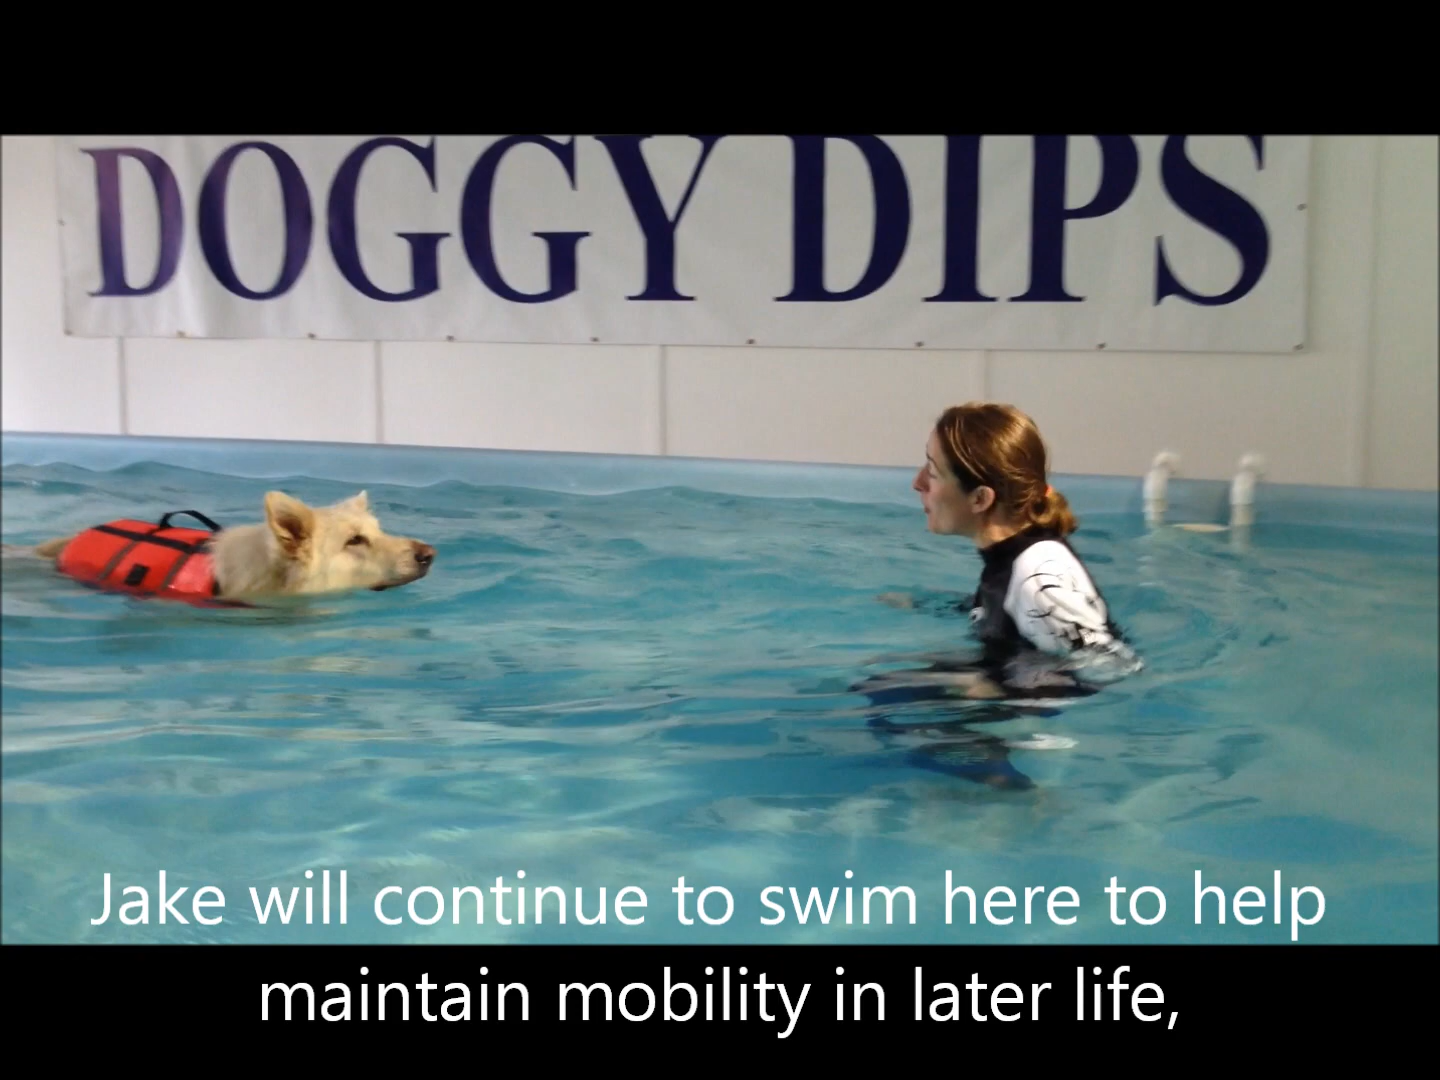 DOGGY DIPS
Jake will continue to swim here to help
maintain mobility in later life,